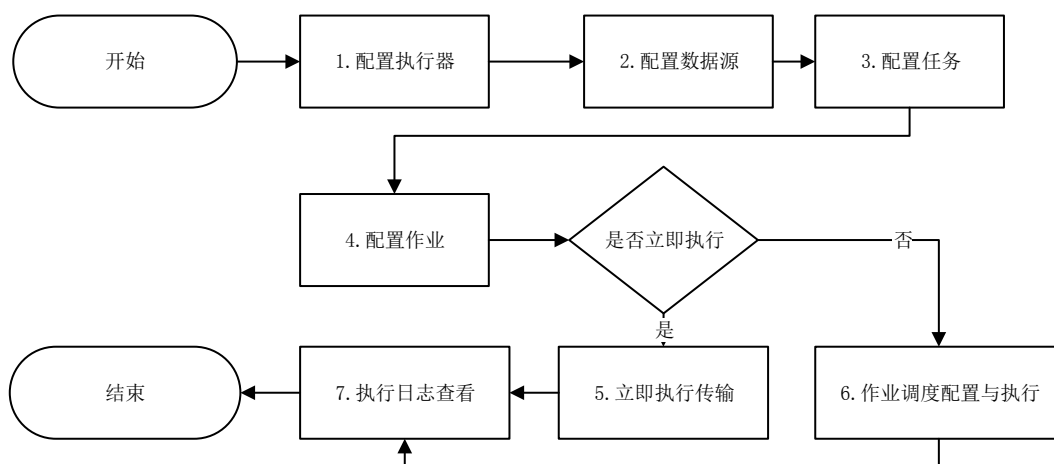 开始
1.配置执行器
2.配置数据源
3.配置任务
4.配置作业
是否立即执行
否
是
结束
7.执行日志查看
5.立即执行传输
6.作业调度配置与执行